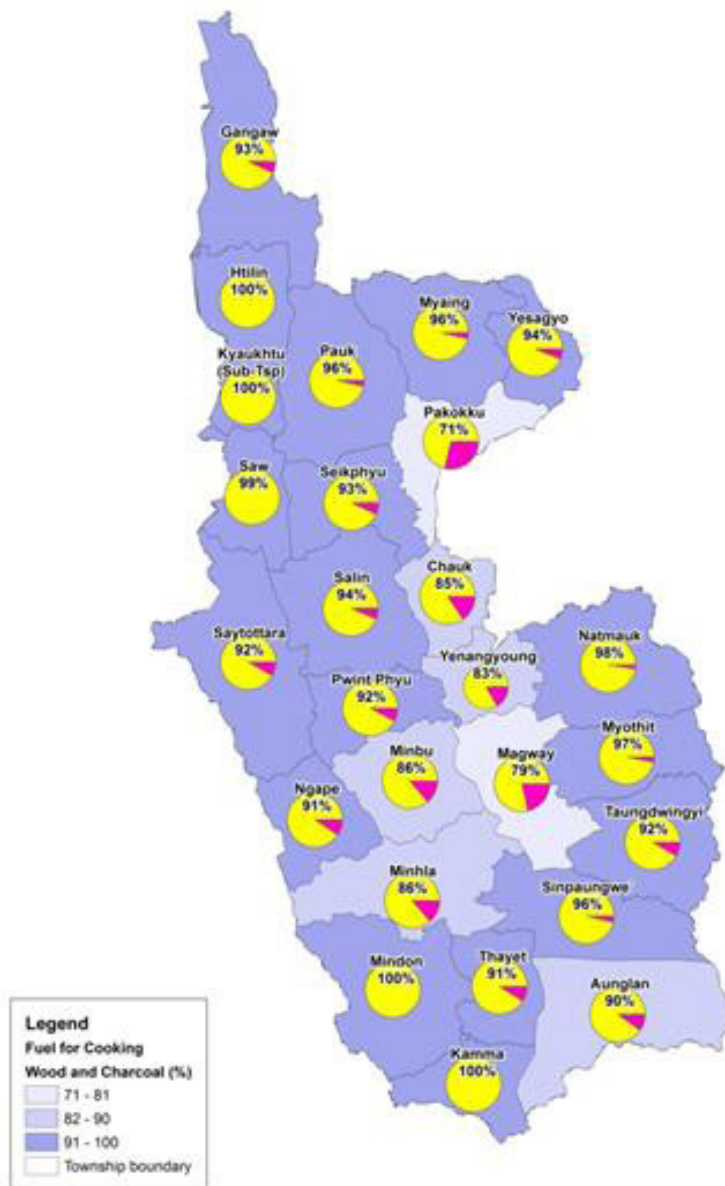 Gangaw
93%
Htilin
100%
Myaing
96%
Yesagyo
94%
Kyaukhtu
(Sub-Tsp)
100%
Pauk
96%
Pakokku
71%
Saw
99%
Seikphyu
93%
Chauk
85%
Salin
94%
Saytottara
92%
Yenangyoung
83%
Natmauk
98%
Pwint Phyu
92%
Myothit
97%
Minbu
86%
Magway
79%
Ngape
91%
Taungdwingyi
92%
Minhla
86%
Sinpaungwe
96%
Mindon
100%
Thayet
91%
Aunglan
90%
Kamma
100%
Legend
Fuel for Cooking
Wood and Charcoal (%)
71 - 81
82 - 90
91 - 100
Township boundary